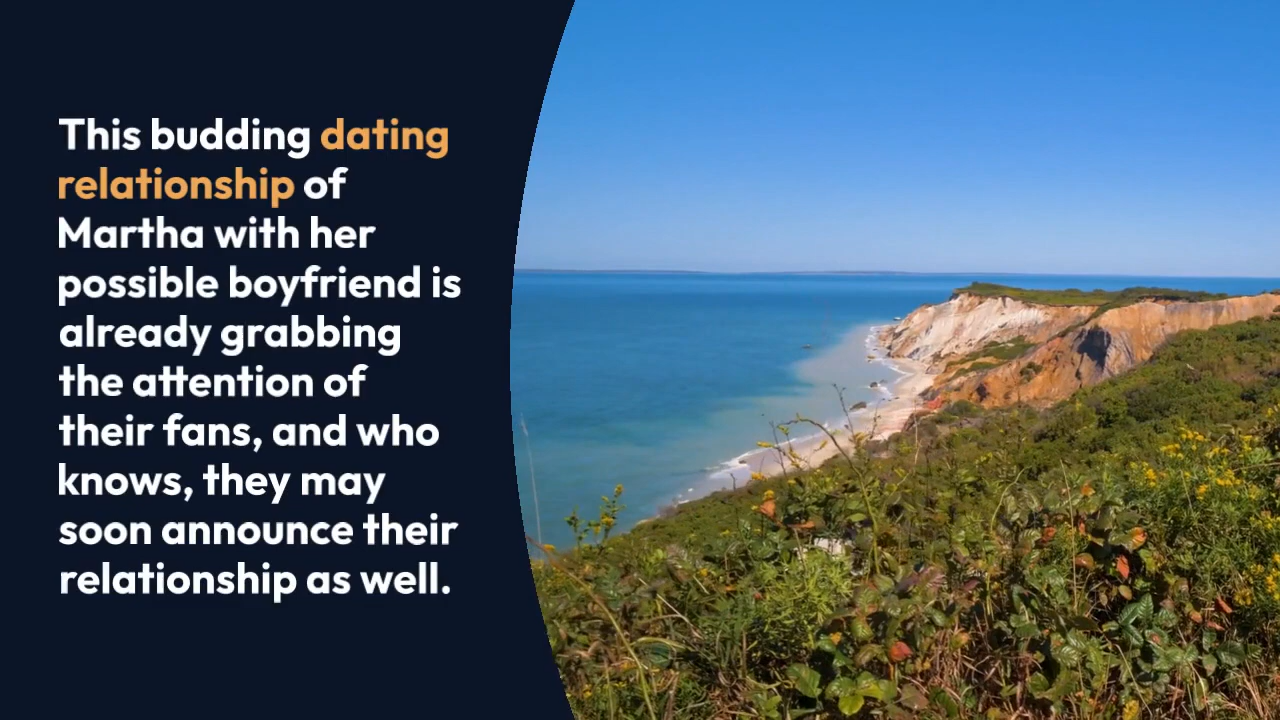 This budding dating
relationship of
Martha with her
possible boyfriend is
already grabbing
the attention of
their fans, and who
knows, they may
soon announce their
relationship as well.